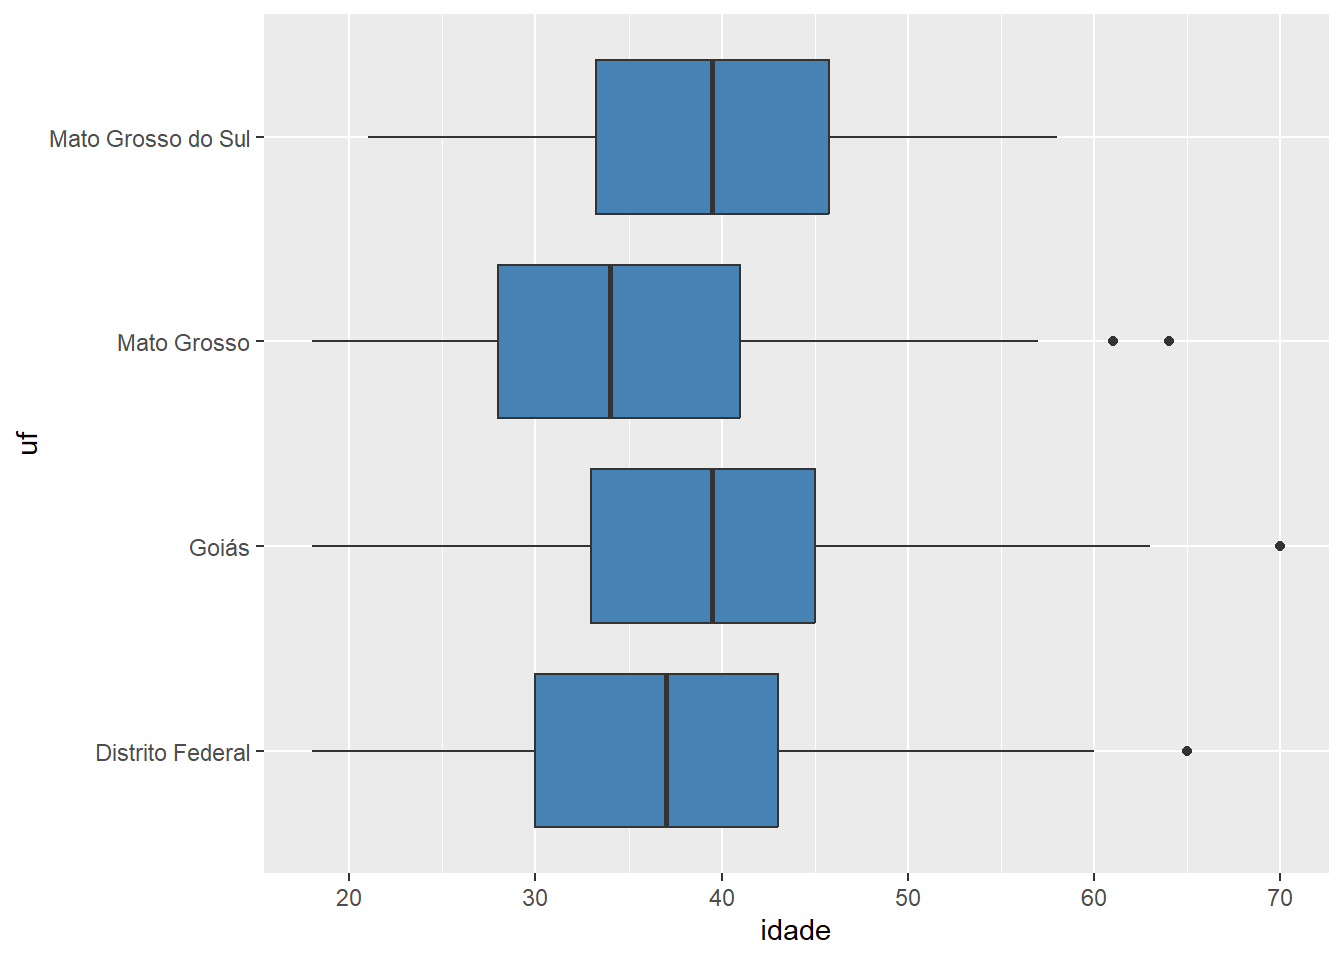 Mato Grosso do Sul
Mato Grosso
Goiás
Distrito Federal
uf
20 30 40 50 60 70
idade